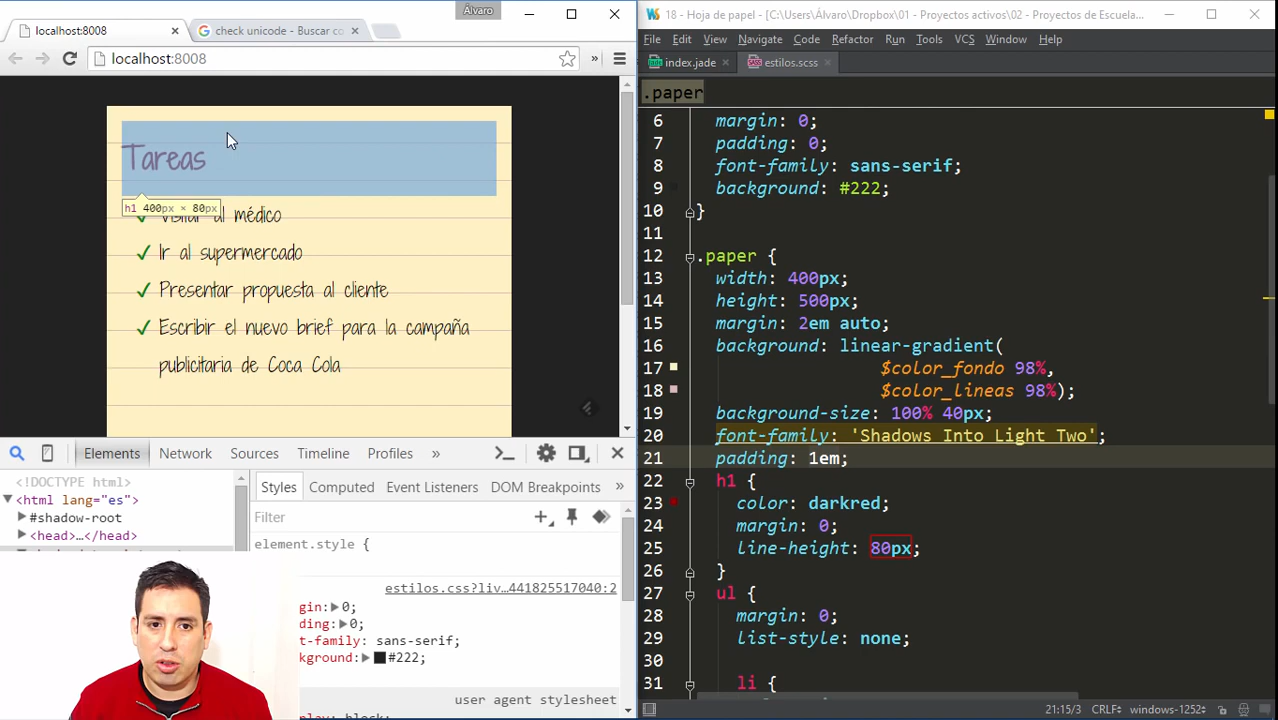 Álvaro
localhost:8008
check unicode - Buscar co
localhost:8008
»
Tareas
h1 400px × 80px
Visitar al médico
✓ Ir al supermercado
✓ Presentar propuesta al cliente
✓ Escribir el nuevo brief para la campaña
publicitaria de Coca Cola
Elements Network Sources Timeline Profiles »
<!DOCTYPE html>
<html lang="es">
#shadow-root
<head>…</head>
Styles Computed Event Listeners DOM Breakpoints »
Filter
element.style {
estilos.css?liv…441825517040:2
gin: 0;
ding: 0;
t-family: sans-serif;
kground: #222;
user agent stylesheet
18 - Hoja de papel - [C:\Users\Álvaro\Dropbox\01 - Proyectos activos\02 - Proyectos de Escuela...
File Edit View Navigate Code Refactor Run Tools VCS Window Help
index.jade estilos.scss
.paper
6 margin: 0;
7 padding: 0;
8 font-family: sans-serif;
9 background: #222;
10 }
11
12 .paper {
13 width: 400px;
14 height: 500px;
15 margin: 2em auto;
16 background: linear-gradient(
17 $color_fondo 98%,
18 $color_lineas 98%);
19 background-size: 100% 40px;
20 font-family: 'Shadows Into Light Two';
21 padding: 1em;
22 h1 {
23 color: darkred;
24 margin: 0;
25 line-height: 80px;
26 }
27 ul {
28 margin: 0;
29 list-style: none;
30
31 li {
21:15/3 CRLF÷ windows-1252÷